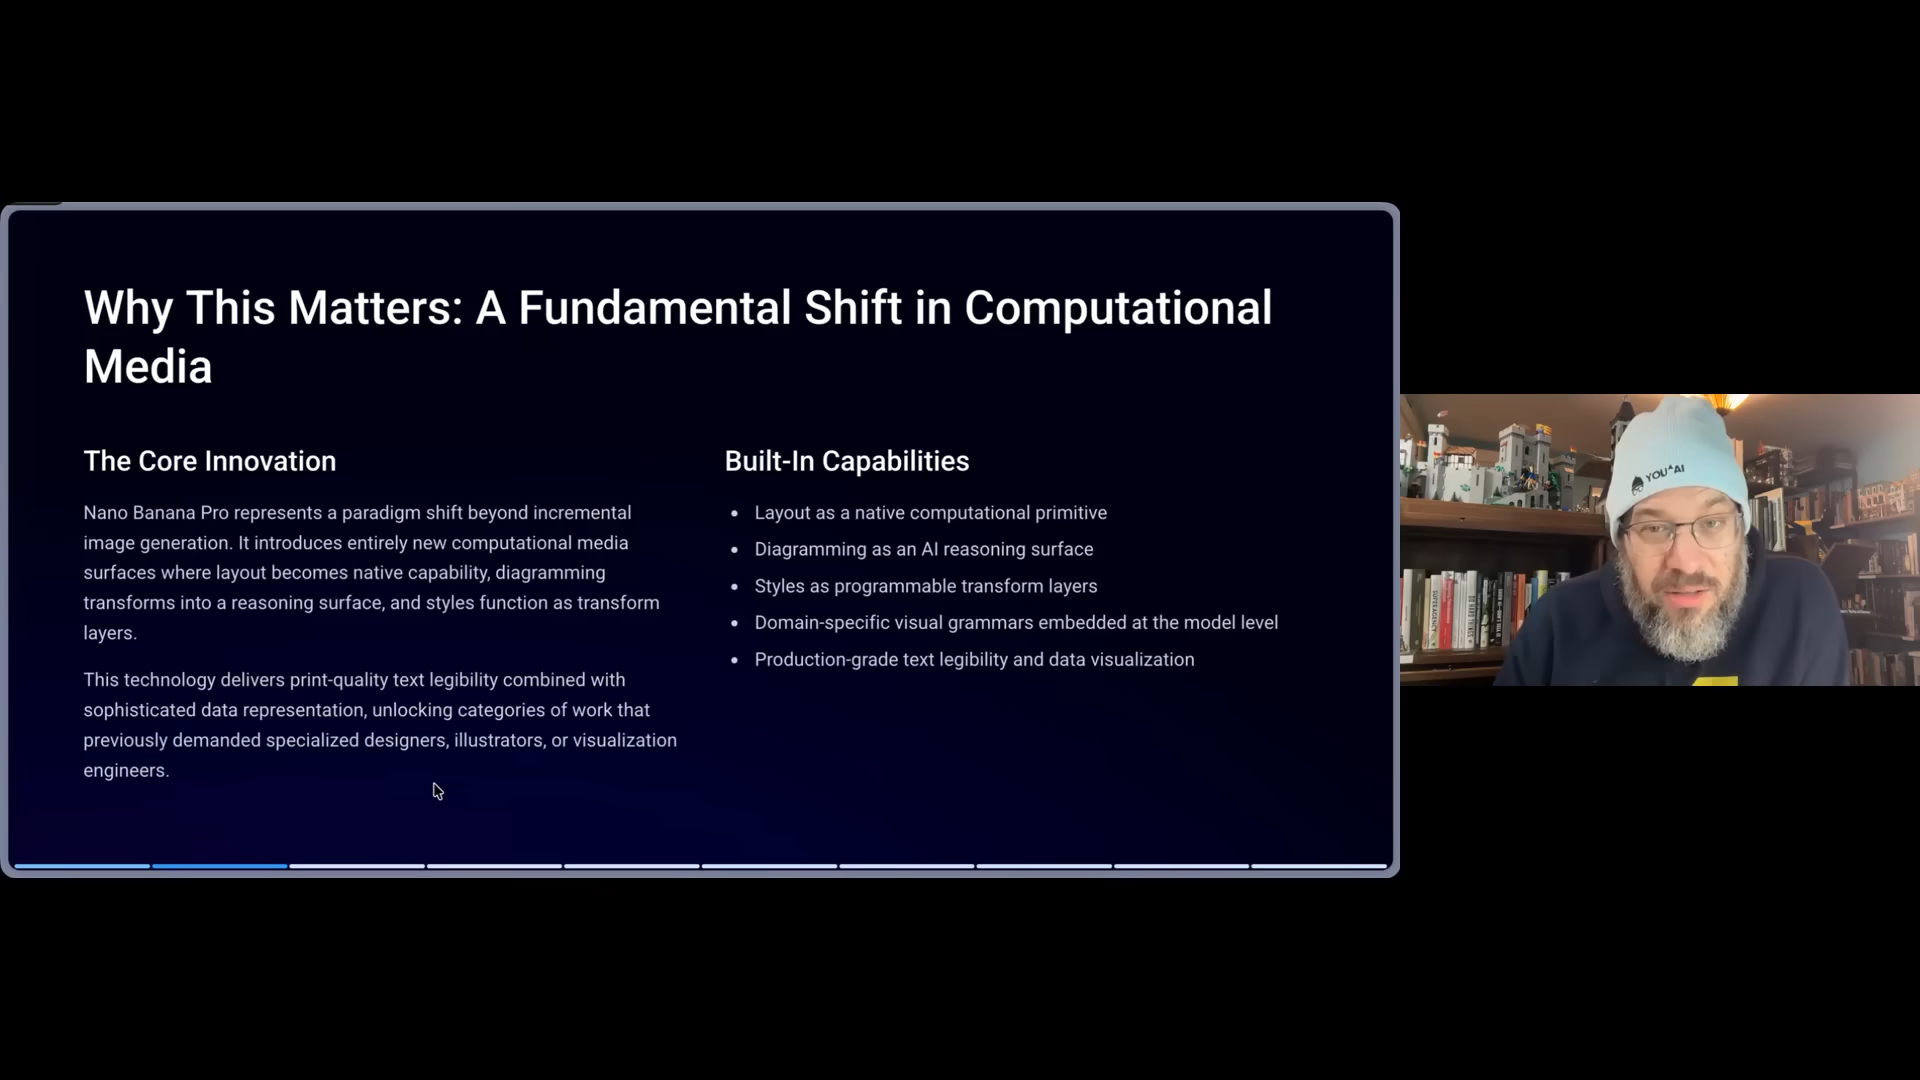 Why This Matters: A Fundamental Shift in Computational
Media
The Core Innovation
Nano Banana Pro represents a paradigm shift beyond incremental
image generation. It introduces entirely new computational media
surfaces where layout becomes native capability, diagramming
transforms into a reasoning surface, and styles function as transform
layers.
This technology delivers print-quality text legibility combined with
sophisticated data representation, unlocking categories of work that
previously demanded specialized designers, illustrators, or visualization
engineers.
Built-In Capabilities
Layout as a native computational primitive
Diagramming as an AI reasoning surface
Styles as programmable transform layers
Domain-specific visual grammars embedded at the model level
Production-grade text legibility and data visualization
YOU^AI
SUPERAGENCY